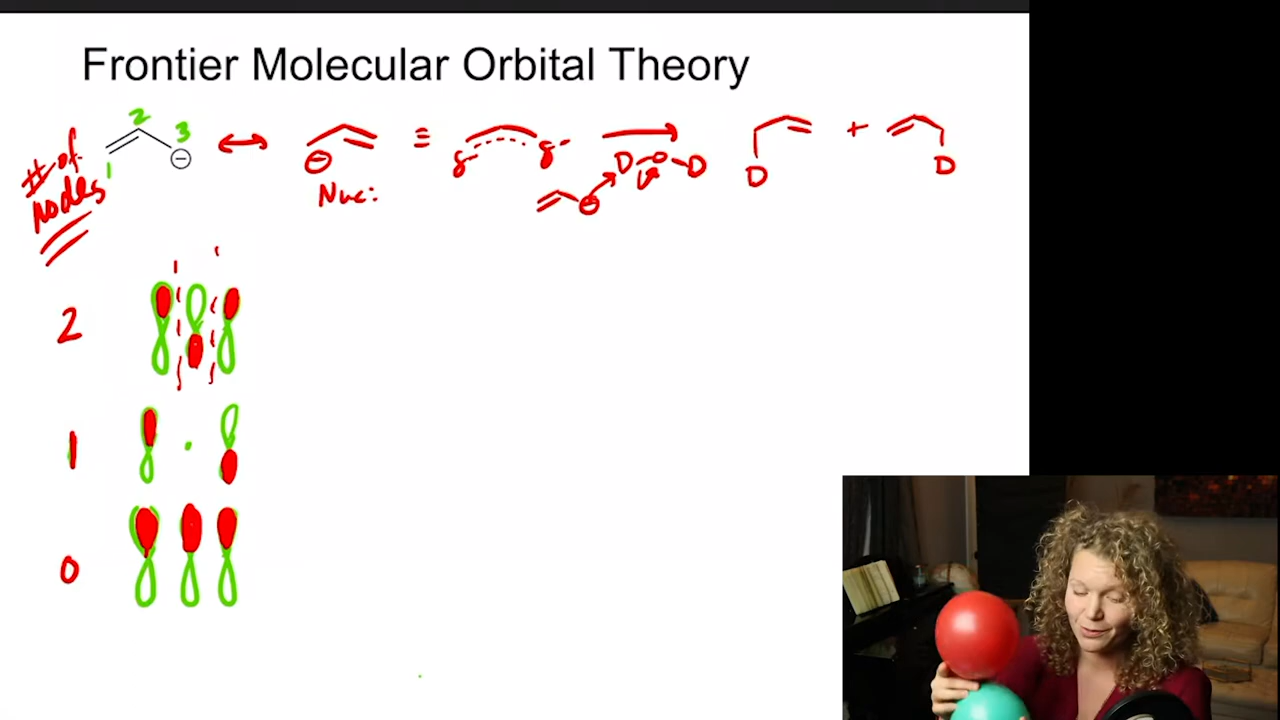 Frontier Molecular Orbital Theory
# of nodes
1 2 3 ⊖ ↔ ⊖ ≡ δ- δ- → D + D
Nuc:
⊖ D-O-D
2
1
0